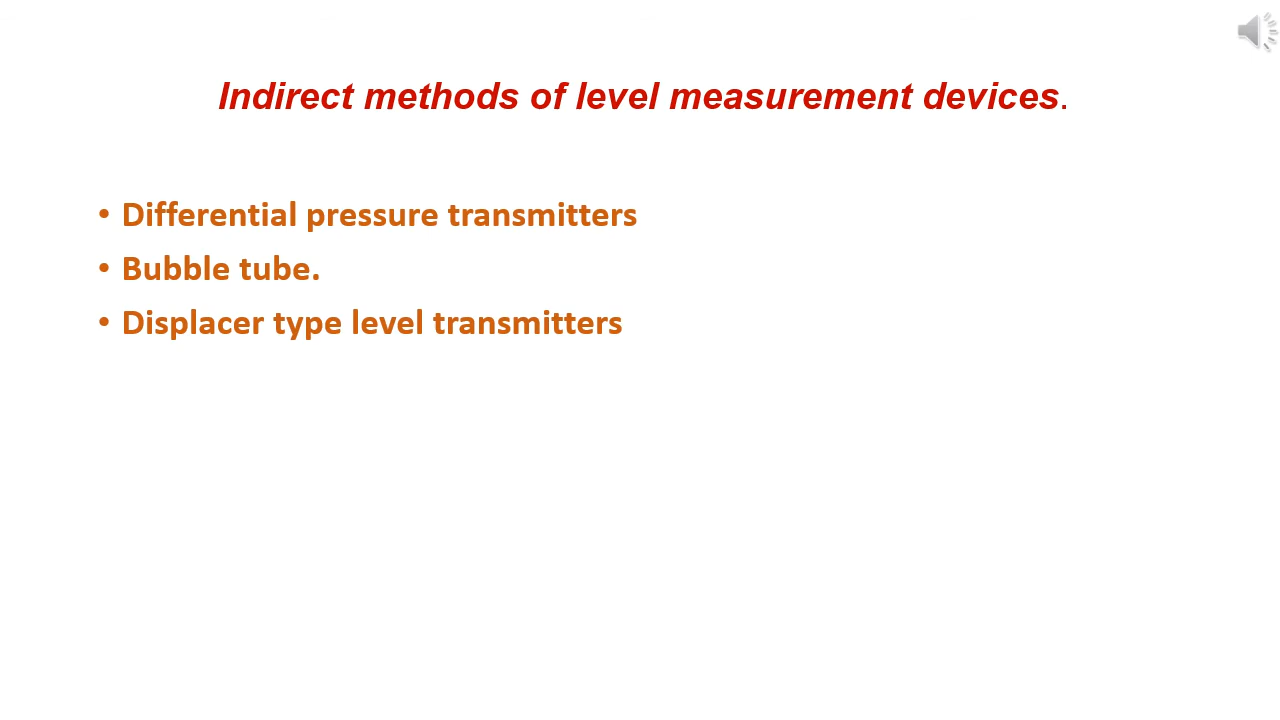 Indirect methods of level measurement devices.
• Differential pressure transmitters
• Bubble tube.
• Displacer type level transmitters